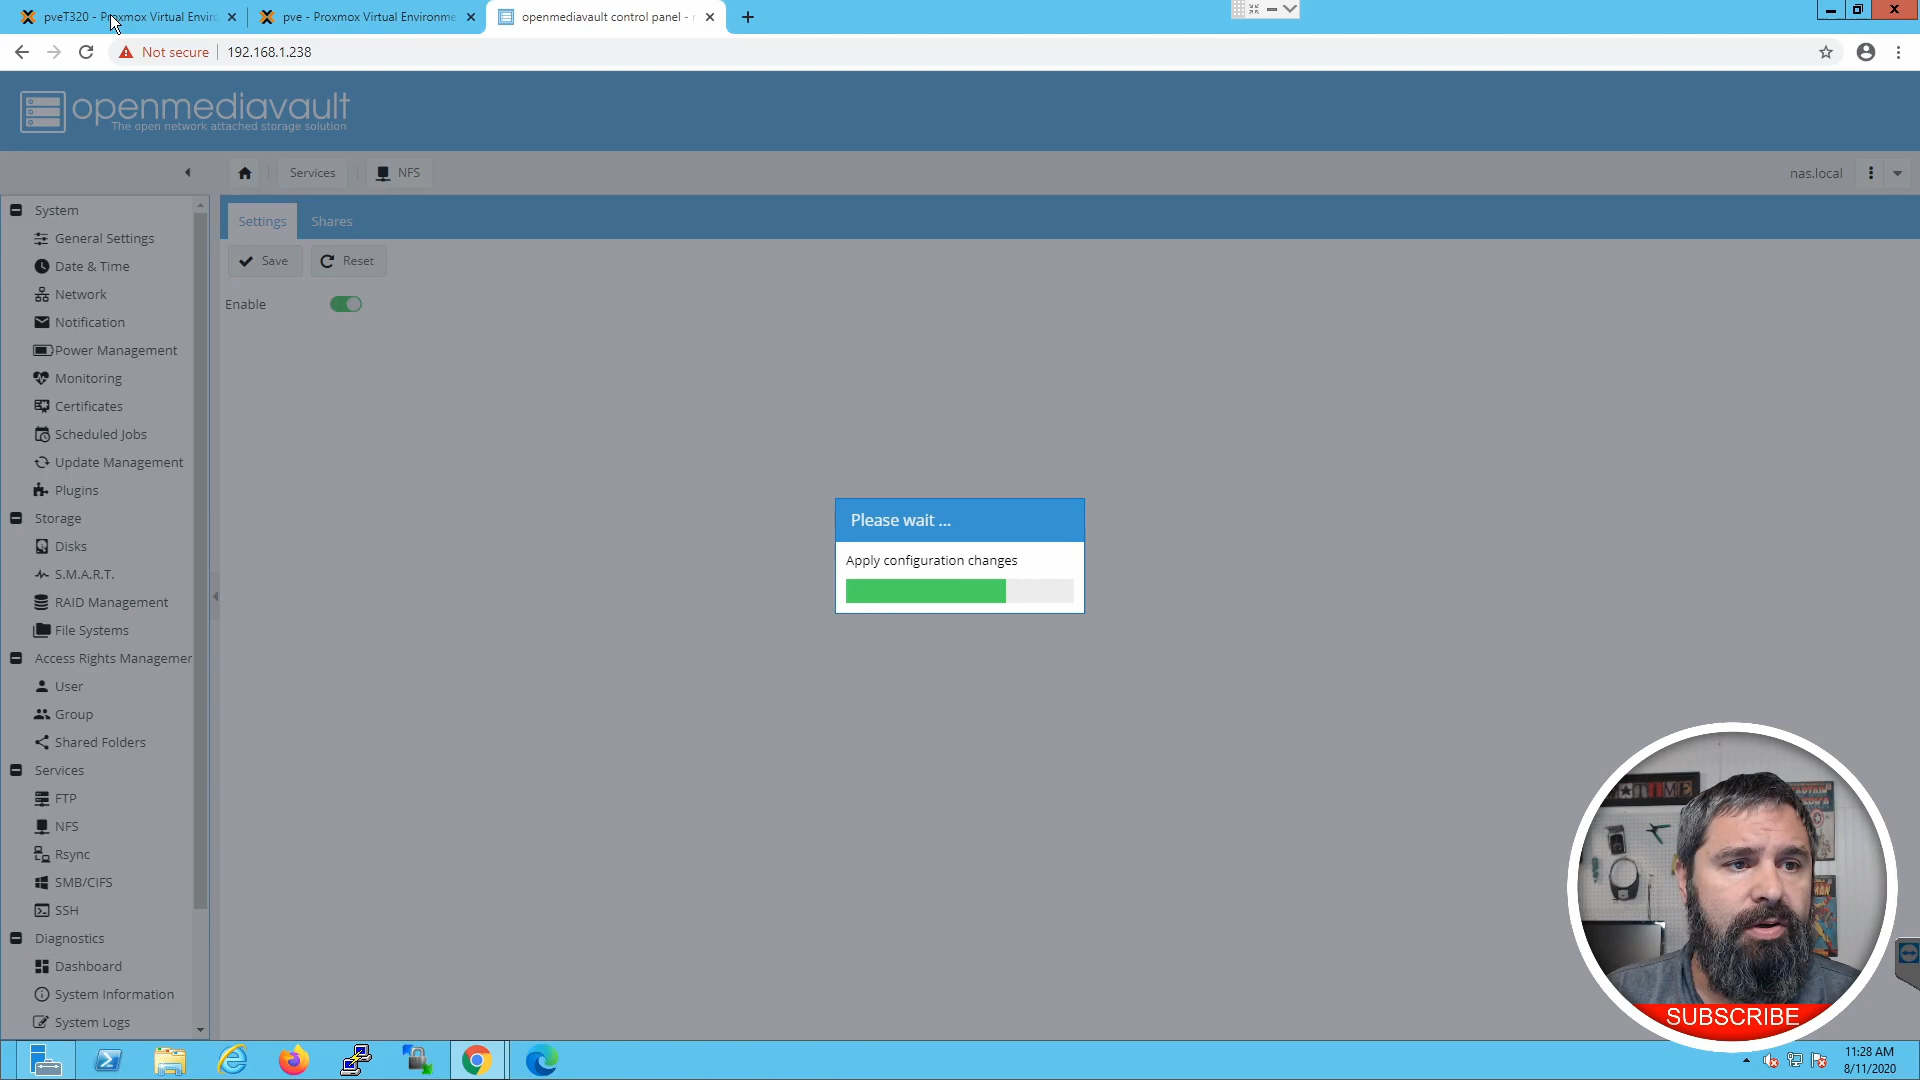 pveT320 - Proxmox Virtual Enviro
pve - Proxmox Virtual Environme
openmediavault control panel -
Not secure
192.168.1.238
openmediavault
The open network attached storage solution
Services
NFS
nas.local
Settings
Shares
Save
Reset
Enable
System
General Settings
Date & Time
Network
Notification
Power Management
Monitoring
Certificates
Scheduled Jobs
Update Management
Plugins
Storage
Disks
S.M.A.R.T.
RAID Management
File Systems
Access Rights Managemer
User
Group
Shared Folders
Services
FTP
NFS
Rsync
SMB/CIFS
SSH
Diagnostics
Dashboard
System Information
System Logs
Please wait ...
Apply configuration changes
SUBSCRIBE
11:28 AM
8/11/2020